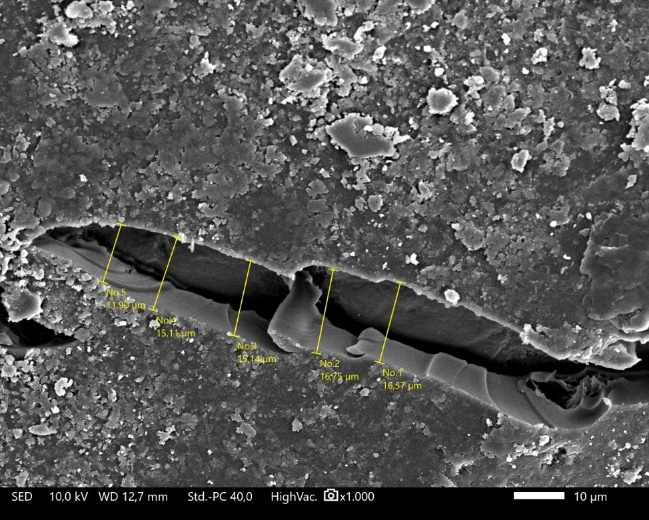 No.5
11.90 µm
No.4
15.11 µm
No.3
15.14 µm
No.2
16.75 µm
No.1
16.37 µm
SED 10,0 kV WD 12,7 mm Std.-PC 40,0 HighVac. x1.000 10 µm